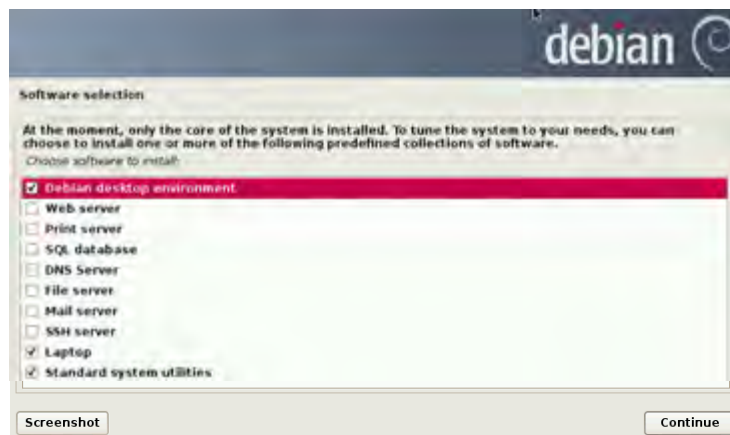 debian
Software selection
At the moment, only the core of the system is installed. To tune the system to your needs, you can
choose to install one or more of the following predefined collections of software.
Choose software to install:
Debian desktop environment
Web server
Print server
SQL database
DNS Server
File server
Mail server
SSH server
Laptop
Standard system utilities
Screenshot
Continue